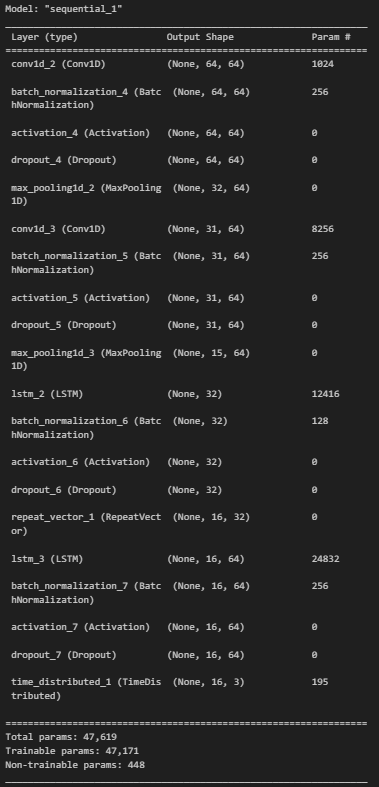 Model: "sequential_1"
_________________________________________________________________
Layer (type) Output Shape Param #
=================================================================
conv1d_2 (Conv1D) (None, 64, 64) 1024
batch_normalization_4 (Batc (None, 64, 64) 256
hNormalization)
activation_4 (Activation) (None, 64, 64) 0
dropout_4 (Dropout) (None, 64, 64) 0
max_pooling1d_2 (MaxPooling (None, 32, 64) 0
1D)
conv1d_3 (Conv1D) (None, 31, 64) 8256
batch_normalization_5 (Batc (None, 31, 64) 256
hNormalization)
activation_5 (Activation) (None, 31, 64) 0
dropout_5 (Dropout) (None, 31, 64) 0
max_pooling1d_3 (MaxPooling (None, 15, 64) 0
1D)
lstm_2 (LSTM) (None, 32) 12416
batch_normalization_6 (Batc (None, 32) 128
hNormalization)
activation_6 (Activation) (None, 32) 0
dropout_6 (Dropout) (None, 32) 0
repeat_vector_1 (RepeatVect (None, 16, 32) 0
or)
lstm_3 (LSTM) (None, 16, 64) 24832
batch_normalization_7 (Batc (None, 16, 64) 256
hNormalization)
activation_7 (Activation) (None, 16, 64) 0
dropout_7 (Dropout) (None, 16, 64) 0
time_distributed_1 (TimeDis (None, 16, 3) 195
tributed)
=================================================================
Total params: 47,619
Trainable params: 47,171
Non-trainable params: 448
_________________________________________________________________